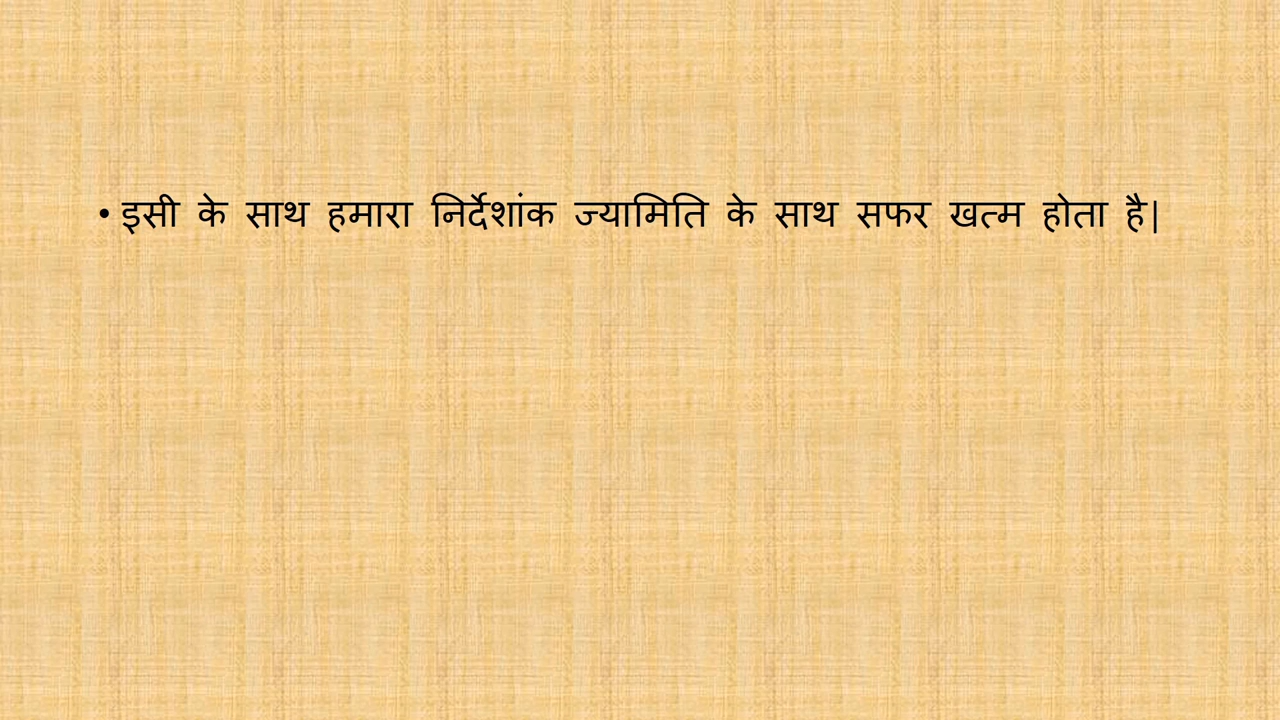 • इसी के साथ हमारा निर्देशांक ज्यामिति के साथ सफर खत्म होता है|